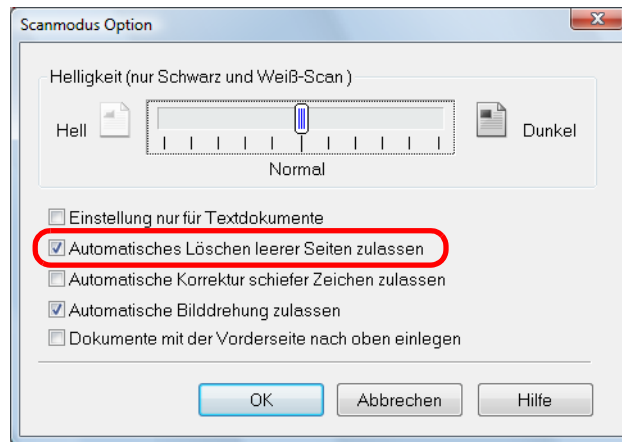 Scanmodus Option
Helligkeit (nur Schwarz und Weiß-Scan )
Hell
Dunkel
Normal
Einstellung nur für Textdokumente
Automatisches Löschen leerer Seiten zulassen
Automatische Korrektur schiefer Zeichen zulassen
Automatische Bilddrehung zulassen
Dokumente mit der Vorderseite nach oben einlegen
OK
Abbrechen
Hilfe